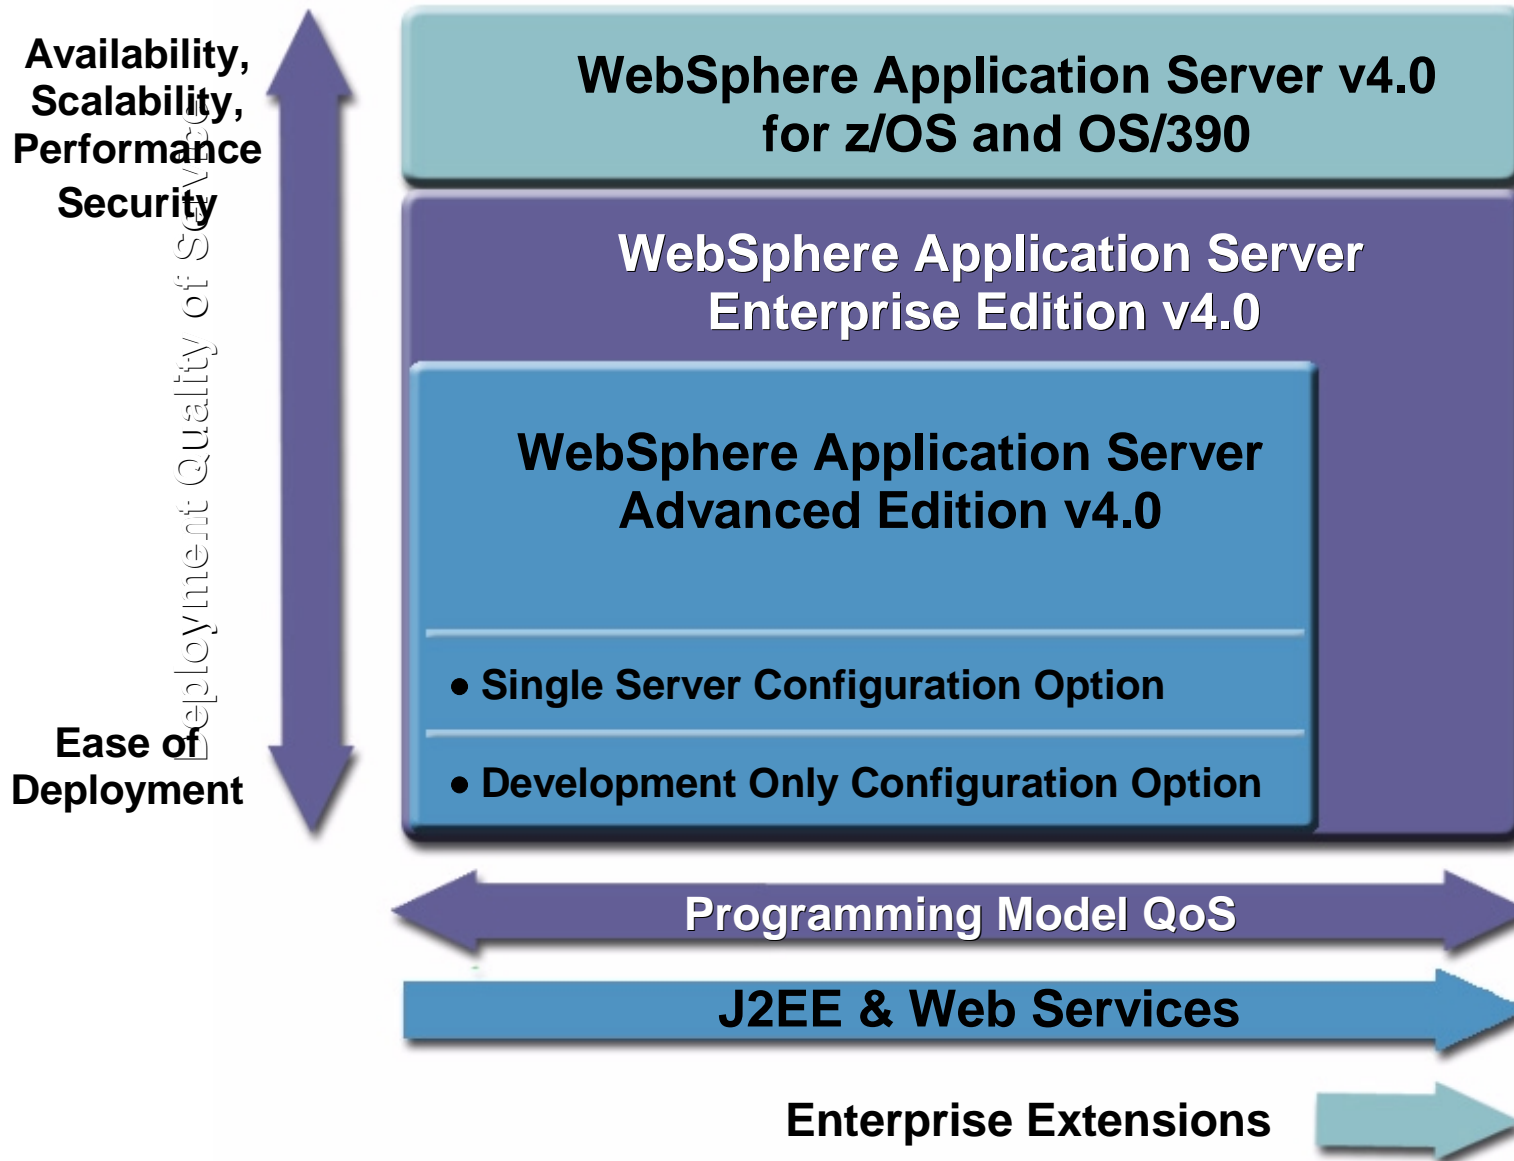 Availability,
Scalability,
Performance
Security
Deployment Quality of Service
Ease of
Deployment
WebSphere Application Server v4.0
for z/OS and OS/390
WebSphere Application Server
Enterprise Edition v4.0
WebSphere Application Server
Advanced Edition v4.0
• Single Server Configuration Option
• Development Only Configuration Option
Programming Model QoS
J2EE & Web Services
Enterprise Extensions